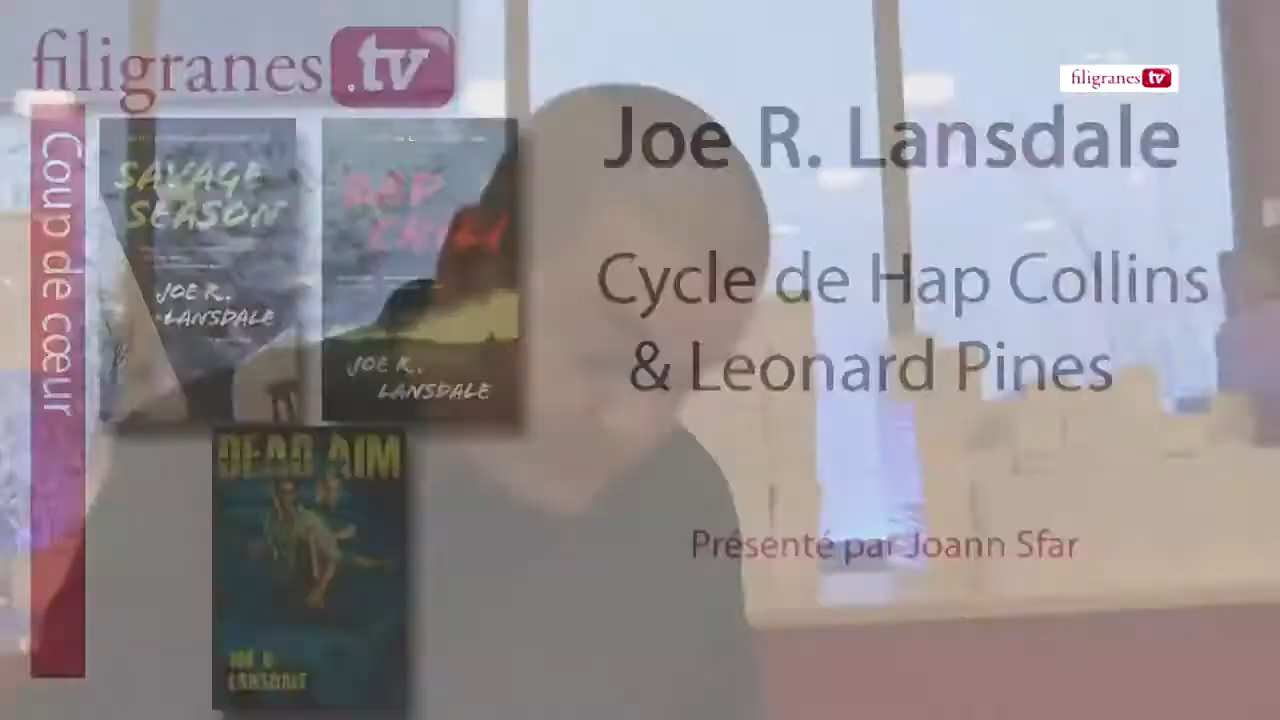 filigranes.tv
filigranes tv
Coup de cœur
SAVAGE
SEASON
JOE R.
LANSDALE
JOE R.
LANSDALE
DEAD AIM
JOE R.
LANSDALE
Joe R. Lansdale
Cycle de Hap Collins
& Leonard Pines
Présenté par Joann Sfar